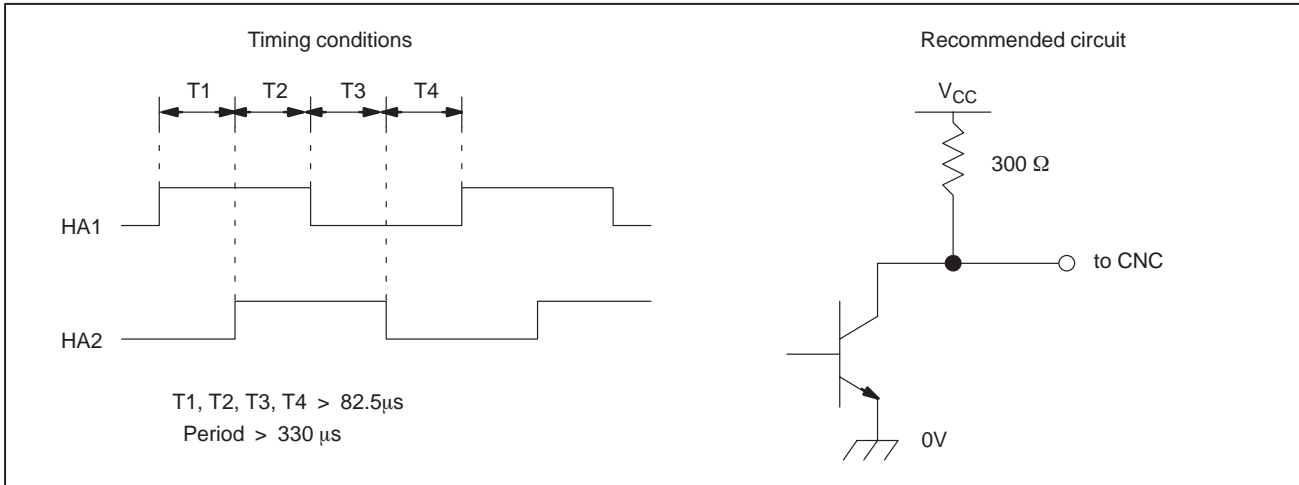 Timing conditions
T1 T2 T3 T4
HA1
HA2
T1, T2, T3, T4 > 82.5μs
Period > 330 μs
Recommended circuit
VCC
300 Ω
to CNC
0V